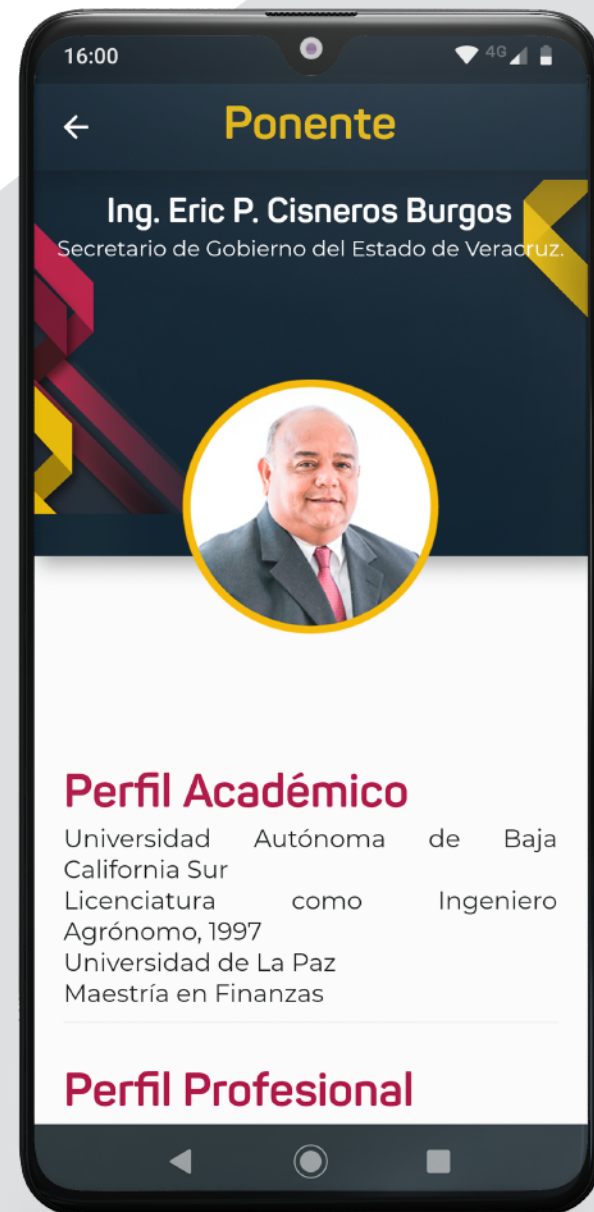 16:00
4G
Ponente
Ing. Eric P. Cisneros Burgos
Secretario de Gobierno del Estado de Veracruz.
Perfil Académico
Universidad Autónoma de Baja
California Sur
Licenciatura como Ingeniero
Agrónomo, 1997
Universidad de La Paz
Maestría en Finanzas
Perfil Profesional